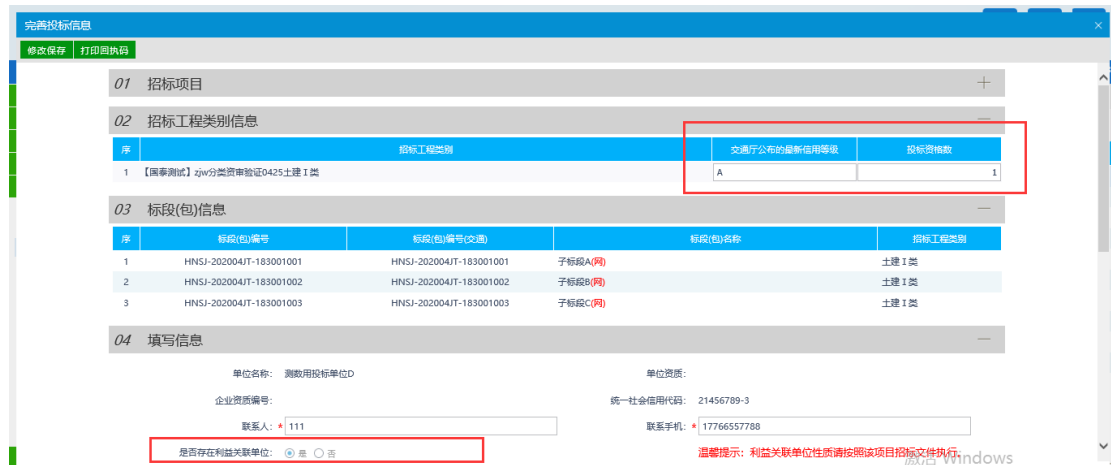 完善投标信息
修改保存 打印回执码
01 招标项目
02 招标工程类别信息
序 招标工程类别 交通厅公布的最新信用等级 投标资格数
1 【国泰测试】zjw分类资审验证0425土建 I 类 A 1
03 标段(包)信息
序 标段(包)编号 标段(包)编号(交通) 标段(包)名称 招标工程类别
1 HNSJ-202004JT-183001001 HNSJ-202004JT-183001001 子标段A(网) 土建 I 类
2 HNSJ-202004JT-183001002 HNSJ-202004JT-183001002 子标段B(网) 土建 I 类
3 HNSJ-202004JT-183001003 HNSJ-202004JT-183001003 子标段C(网) 土建 I 类
04 填写信息
单位名称: 测数用投标单位D 单位资质:
企业资质编号: 统一社会信用代码: 21456789-3
联系人: * 111 联系手机: * 17766557788
是否存在利益关联单位: 是 否 温馨提示：利益关联单位性质请按照该项目招标文件执行。
激活 Windows